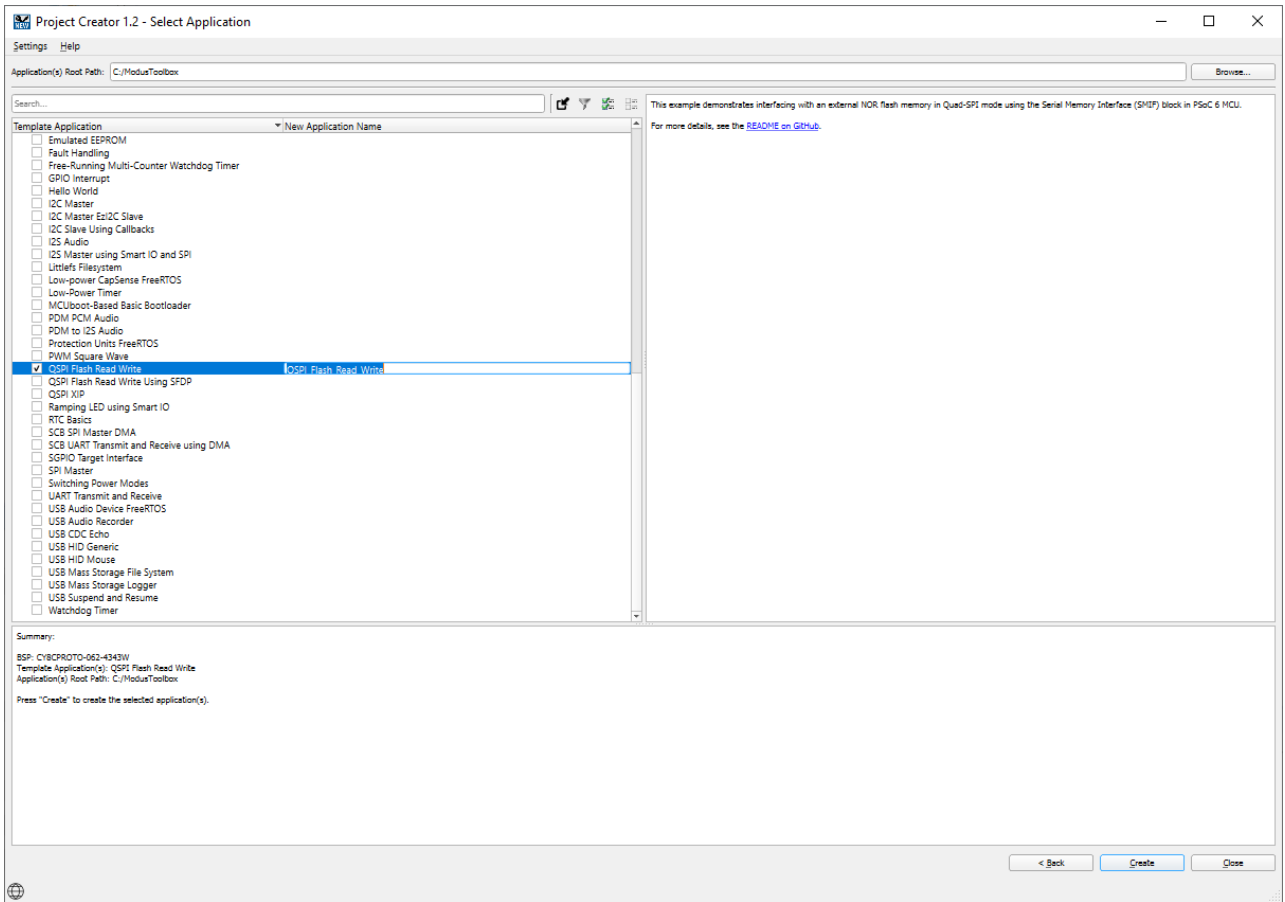 Project Creator 1.2 - Select Application
Settings Help
Application(s) Root Path: C:/ModusToolbox Browse...
Search...
Template Application New Application Name
Emulated EEPROM
Fault Handling
Free-Running Multi-Counter Watchdog Timer
GPIO Interrupt
Hello World
I2C Master
I2C Master EzI2C Slave
I2C Slave Using Callbacks
I2S Audio
I2S Master using Smart IO and SPI
Littlefs Filesystem
Low-power CapSense FreeRTOS
Low-Power Timer
MCUboot-Based Basic Bootloader
PDM PCM Audio
PDM to I2S Audio
Protection Units FreeRTOS
PWM Square Wave
QSPI Flash Read Write QSPI_Flash_Read_Write
QSPI Flash Read Write Using SFDP
QSPI XIP
Ramping LED using Smart IO
RTC Basics
SCB SPI Master DMA
SCB UART Transmit and Receive using DMA
SGPIO Target Interface
SPI Master
Switching Power Modes
UART Transmit and Receive
USB Audio Device FreeRTOS
USB Audio Recorder
USB CDC Echo
USB HID Generic
USB HID Mouse
USB Mass Storage File System
USB Mass Storage Logger
USB Suspend and Resume
Watchdog Timer
This example demonstrates interfacing with an external NOR flash memory in Quad-SPI mode using the Serial Memory Interface (SMIF) block in PSoC 6 MCU.
For more details, see the README on GitHub.
Summary:
BSP: CY8CPROTO-062-4343W
Template Application(s): QSPI Flash Read Write
Application(s) Root Path: C:/ModusToolbox
Press "Create" to create the selected application(s).
< Back Create Close